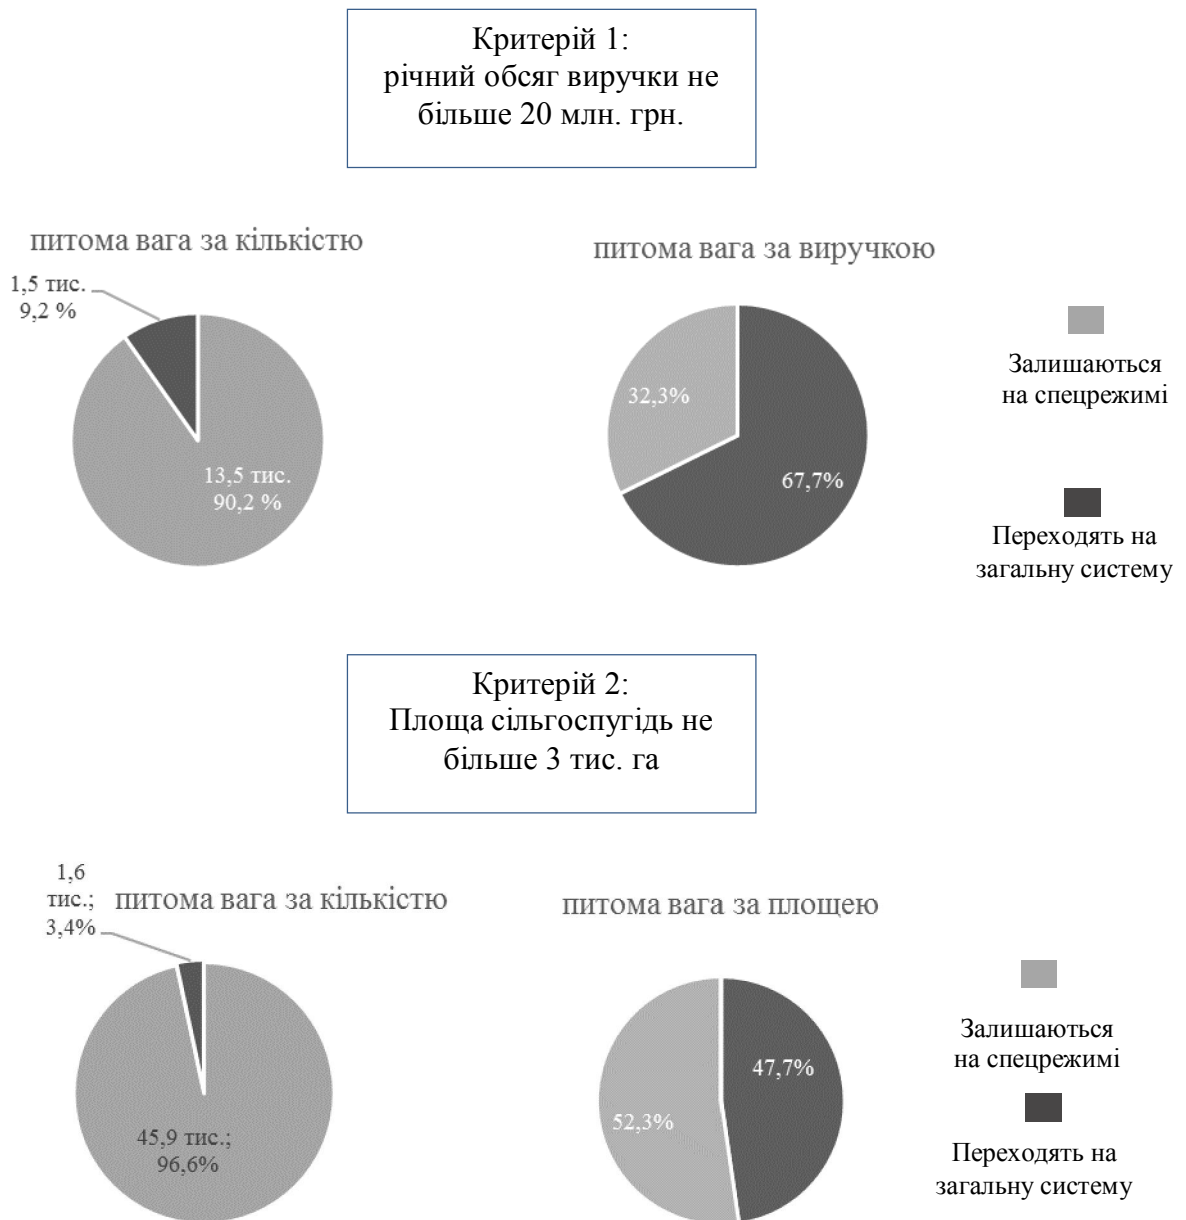 Критерій 1:
річний обсяг виручки не
більше 20 млн. грн.
питома вага за кількістю
1,5 тис.
9,2 %
13,5 тис.
90,2 %
питома вага за виручкою
32,3%
67,7%
Залишаються
на спецрежимі
Переходять на
загальну систему
Критерій 2:
Площа сільгоспугідь не
більше 3 тис. га
питома вага за кількістю
1,6
тис.;
3,4%
45,9 тис.;
96,6%
питома вага за площею
47,7%
52,3%
Залишаються
на спецрежимі
Переходять на
загальну систему